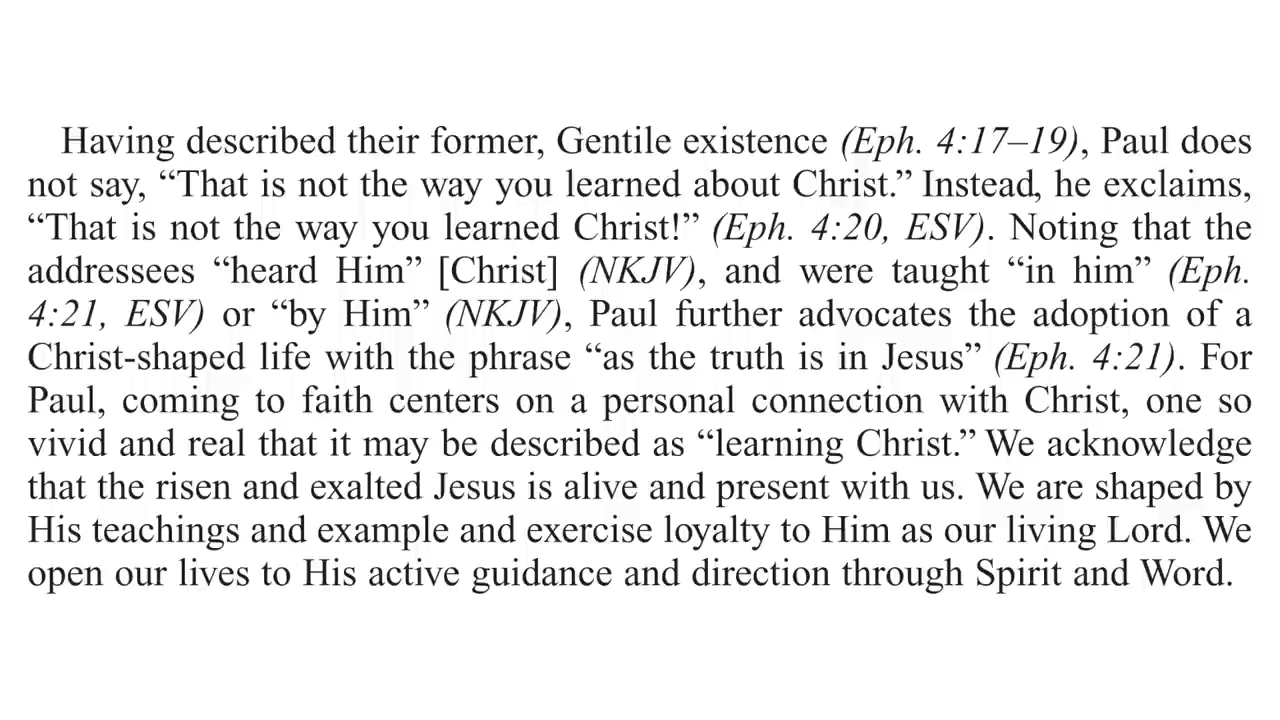 Having described their former, Gentile existence (Eph. 4:17–19), Paul does
not say, “That is not the way you learned about Christ.” Instead, he exclaims,
“That is not the way you learned Christ!” (Eph. 4:20, ESV). Noting that the
addressees “heard Him” [Christ] (NKJV), and were taught “in him” (Eph.
4:21, ESV) or “by Him” (NKJV), Paul further advocates the adoption of a
Christ-shaped life with the phrase “as the truth is in Jesus” (Eph. 4:21). For
Paul, coming to faith centers on a personal connection with Christ, one so
vivid and real that it may be described as “learning Christ.” We acknowledge
that the risen and exalted Jesus is alive and present with us. We are shaped by
His teachings and example and exercise loyalty to Him as our living Lord. We
open our lives to His active guidance and direction through Spirit and Word.